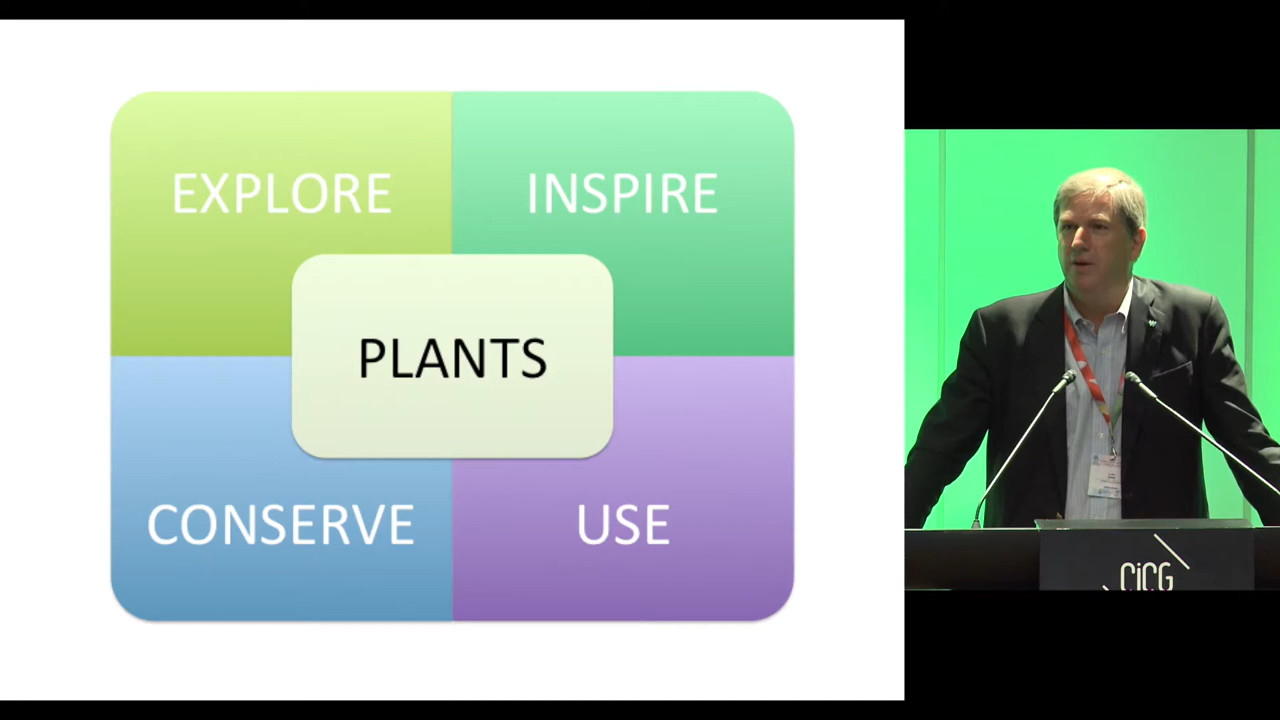 EXPLORE
INSPIRE
PLANTS
CONSERVE
USE
CiCG